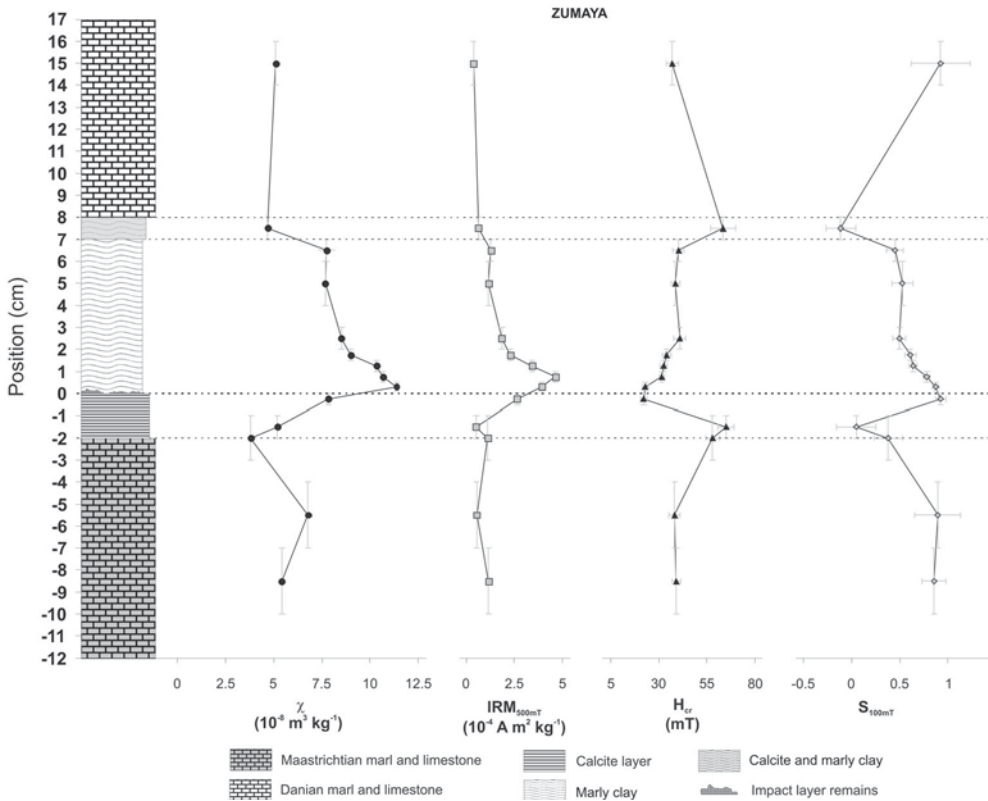 ZUMAYA
17
16
15
14
13
12
11
10
9
8
7
6
5
4
3
2
1
0
-1
-2
-3
-4
-5
-6
-7
-8
-9
-10
-11
-12
Position (cm)
0 2.5 5 7.5 10 12.5
χ
(10⁻⁸ m³ kg⁻¹)
0 2.5 5
IRM500mT
(10⁻⁴ A m² kg⁻¹)
5 30 55 80
Hcr
(mT)
-0.5 0 0.5 1
S100mT
Maastrichtian marl and limestone
Calcite layer
Calcite and marly clay
Danian marl and limestone
Marly clay
Impact layer remains